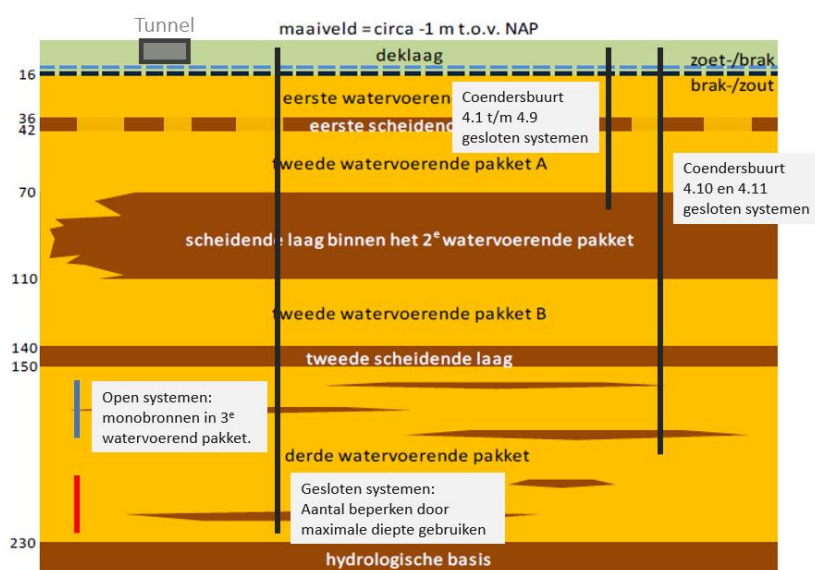 Tunnel
maaiveld = circa -1 m t.o.v. NAP
deklaag
zoet-/brak
16
brak-/zout
eerste watervoere
Coendersbuurt
4.1 t/m 4.9
gesloten systemen
36
42
eerste scheidend
tweede watervoerende pakket A
Coendersbuurt
4.10 en 4.11
gesloten systemen
70
scheidende laag binnen het 2e watervoerende pakket
110
tweede watervoerende pakket B
140
tweede scheidende laag
150
Open systemen:
monobronnen in 3e
watervoerend pakket.
derde watervoerende pakket
Gesloten systemen:
Aantal beperken door
maximale diepte gebruiken
230
hydrologische basis